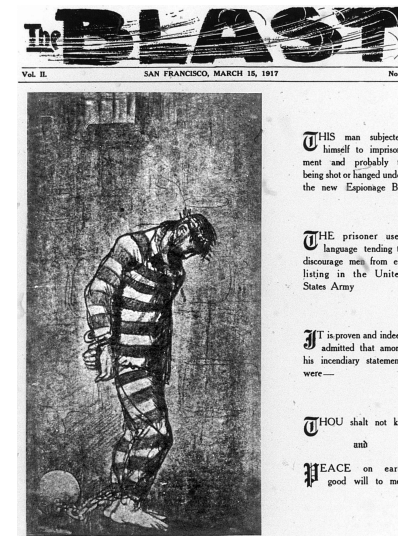 The BLAST
Vol. II.
SAN FRANCISCO, MARCH 15, 1917
No
THIS man subjecte
himself to imprison
ment and probably t
being shot or hanged unde
the new Espionage B
THE prisoner use
language tending t
discourage men from e
listing in the Unite
States Army
IT is proven and indee
admitted that amon
his incendiary statemen
were—
THOU shalt not k
and
PEACE on ear
good will to me